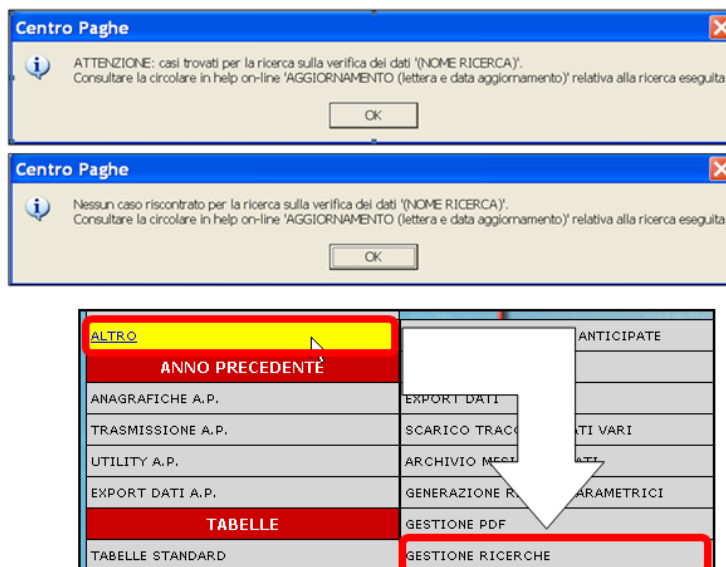 Centro Paghe
ATTENZIONE: casi trovati per la ricerca sulla verifica dei dati '(NOME RICERCA)'.
Consultare la circolare in help on-line 'AGGIORNAMENTO (lettera e data aggiornamento)' relativa alla ricerca eseguita
OK
Centro Paghe
Nessun caso riscontrato per la ricerca sulla verifica dei dati '(NOME RICERCA)'.
Consultare la circolare in help on-line 'AGGIORNAMENTO (lettera e data aggiornamento)' relativa alla ricerca eseguita
OK
ALTRO
ANTICIPATE
ANNO PRECEDENTE
ANAGRAFICHE A.P.
EXPORT DATI
TRASMISSIONE A.P.
SCARICO VARI
UTILITY A.P.
ARCHIVIO
EXPORT DATI A.P.
GENERAZIONE
TABELLE
GESTIONE PDF
TABELLE STANDARD
GESTIONE RICERCHE